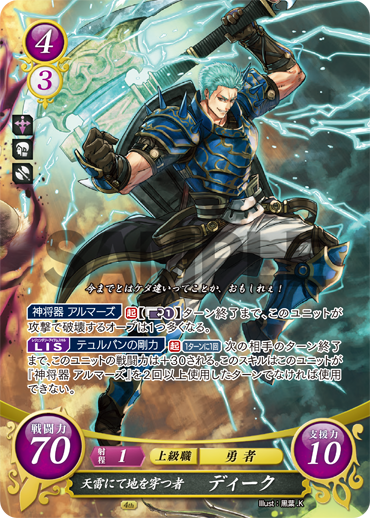 4
3
SAMPLE
今までとはケタ違いってことか、おもしれぇ!
神将器 アルマーズ 起【3】ターン終了まで、このユニットが
攻撃で破壊するオーブは1つ多くなる。
LIS テュルバンの剛力 起 1ターンに1回 次の相手のターン終了
まで、このユニットの戦闘力は+30される。このスキルはこのユニットが
『神将器 アルマーズ』を2回以上使用したターンでなければ使用
できない。
戦闘力
70
射程 1 上級職 勇者
支援力
10
天雷にて地を穿つ者 ディーク
4th
Illust:黒葉.K